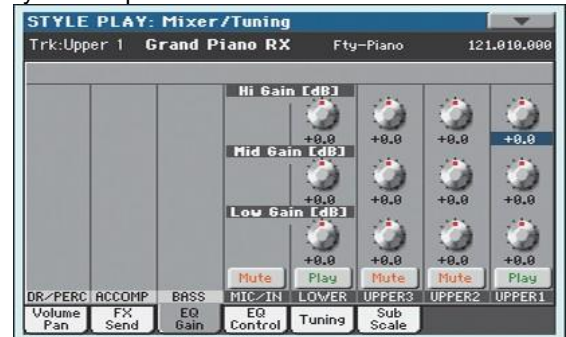 STYLE PLAY: Mixer/Tuning
Trk:Upper 1 Grand Piano RX Fty-Piano 121.010.000
Hi Gain [dB]
+0.0 +0.0 +0.0 +0.0
Mid Gain [dB]
+0.0 +0.0 +0.0 +0.0
Low Gain [dB]
+0.0 +0.0 +0.0 +0.0
Mute Play Mute Mute Play
DR/PERC ACCOMP BASS MIC/IN LOWER UPPER3 UPPER2 UPPER1
Volume Pan FX Send EQ Gain EQ Control Tuning Sub Scale